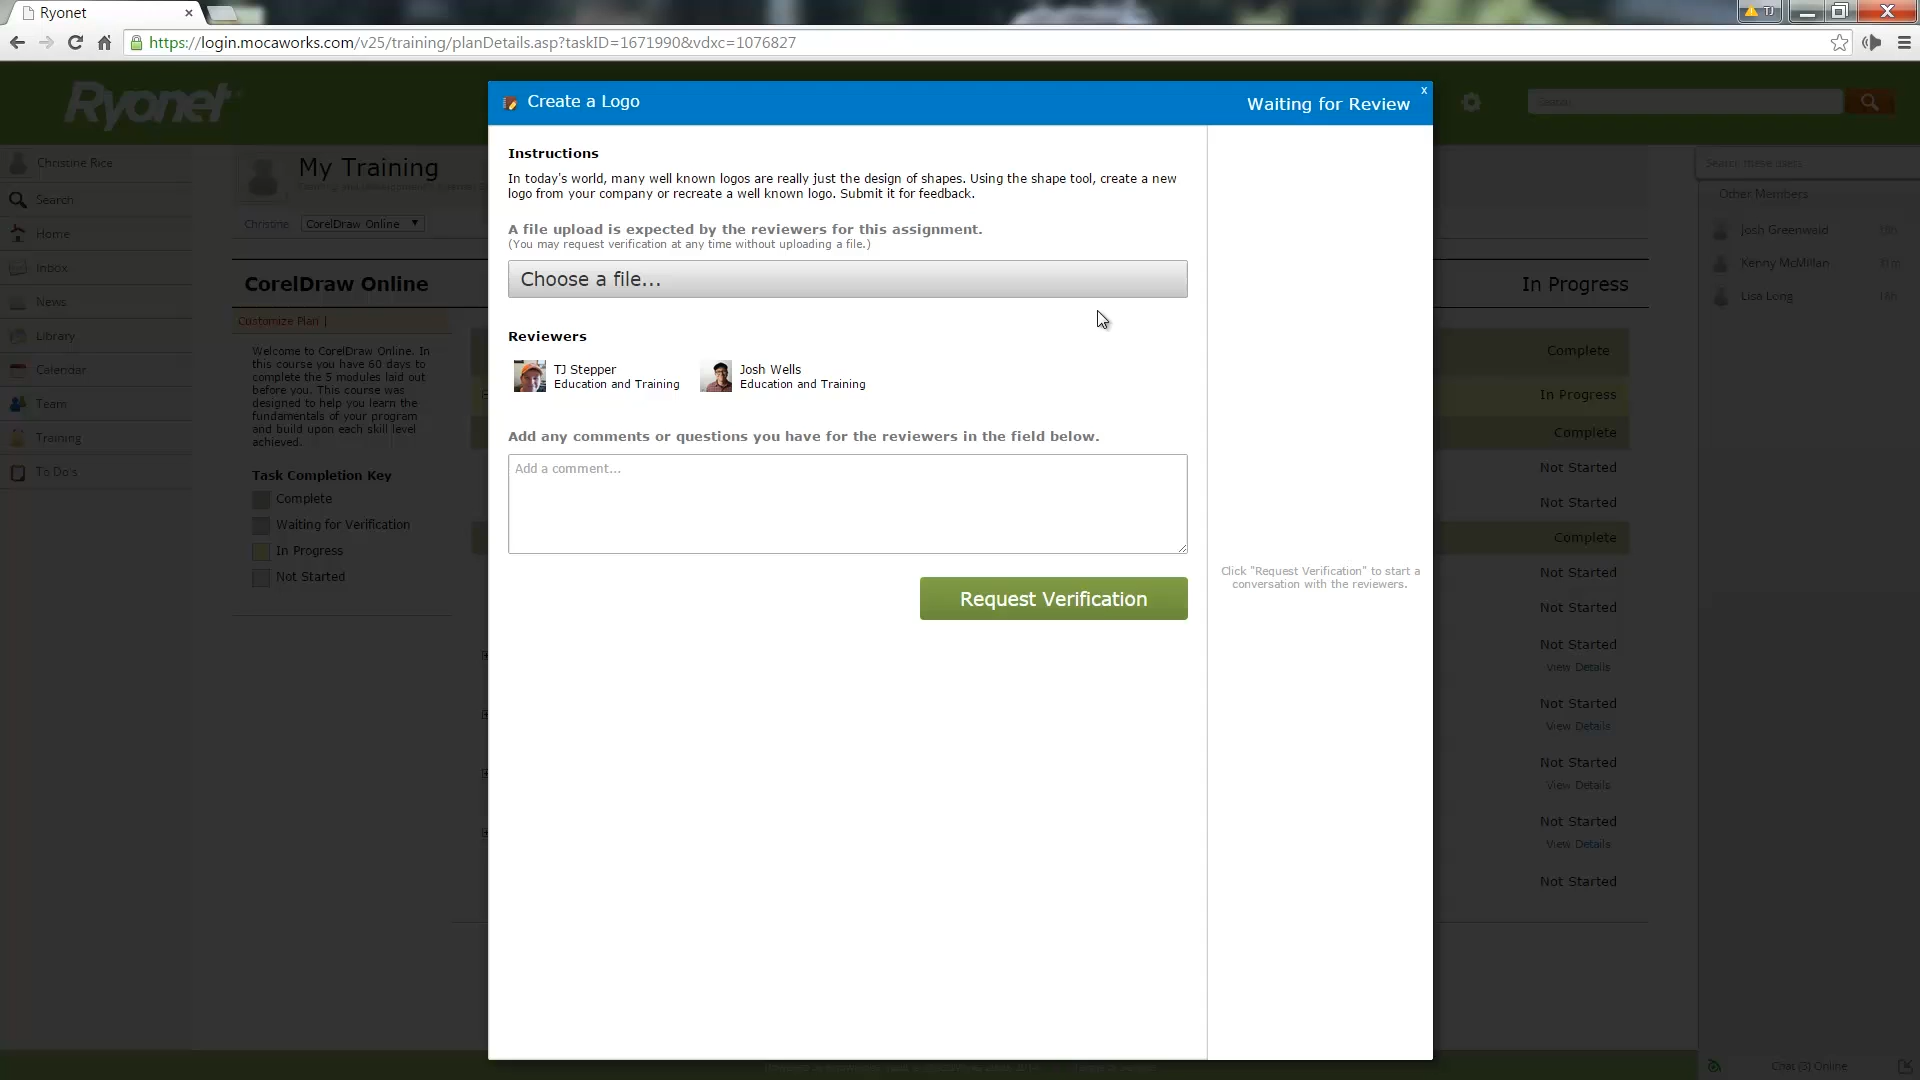 Ryonet
TJ
https://login.mocaworks.com/v25/training/planDetails.asp?taskID=1671990&vdxc=1076827
Ryonet
Create a Logo
Waiting for Review
x
Christine Rice
Search
Home
Inbox
News
Library
Calendar
Team
Training
To Do's
My Training
Christine
CorelDraw Online
CorelDraw Online
Customize Plan |
Welcome to CorelDraw Online. In
this course you have 60 days to
complete the 5 modules laid out
before you. This course was
designed to help you learn the
fundamentals of your program
and build upon each skill level
achieved.
Task Completion Key
Complete
Waiting for Verification
In Progress
Not Started
Instructions
In today's world, many well known logos are really just the design of shapes. Using the shape tool, create a new
logo from your company or recreate a well known logo. Submit it for feedback.
A file upload is expected by the reviewers for this assignment.
(You may request verification at any time without uploading a file.)
Choose a file...
Reviewers
TJ Stepper
Education and Training
Josh Wells
Education and Training
Add any comments or questions you have for the reviewers in the field below.
Add a comment...
Request Verification
Click "Request Verification" to start a
conversation with the reviewers.
In Progress
Complete
In Progress
Complete
Not Started
Not Started
Complete
Not Started
Not Started
Not Started
View Details
Not Started
View Details
Not Started
View Details
Not Started
View Details
Not Started
Search these users
Other Members
Josh Greenwald
18h
Kenny McMillan
Lisa Long
18h
Chat (3) Online